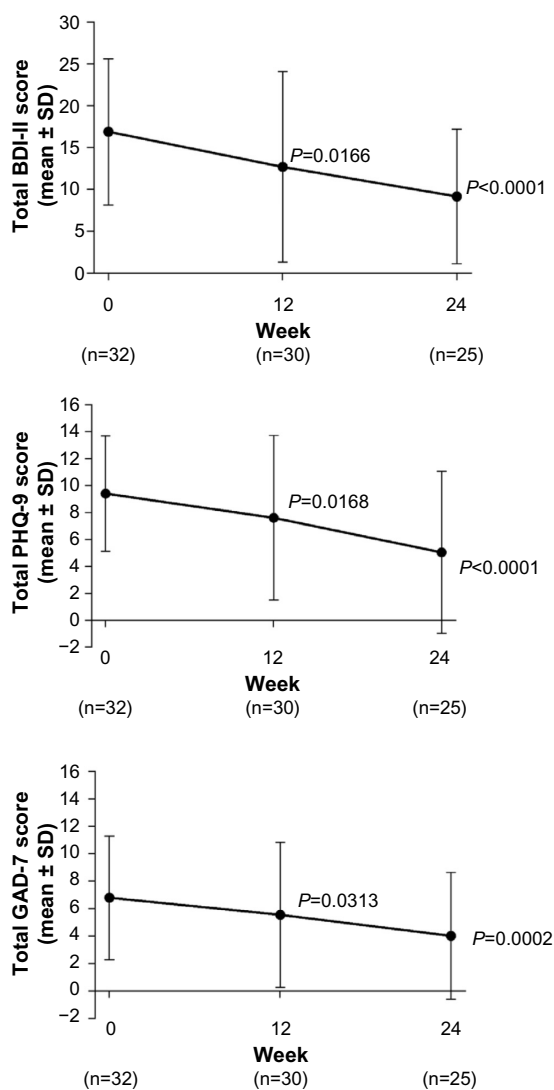 Total BDI-II score
(mean ± SD)
30
25
20
15
10
5
0
P=0.0166
P<0.0001
0 12 24
Week
(n=32) (n=30) (n=25)
Total PHQ-9 score
(mean ± SD)
16
14
12
10
8
6
4
2
0
−2
P=0.0168
P<0.0001
0 12 24
Week
(n=32) (n=30) (n=25)
Total GAD-7 score
(mean ± SD)
16
14
12
10
8
6
4
2
0
−2
P=0.0313
P=0.0002
0 12 24
Week
(n=32) (n=30) (n=25)